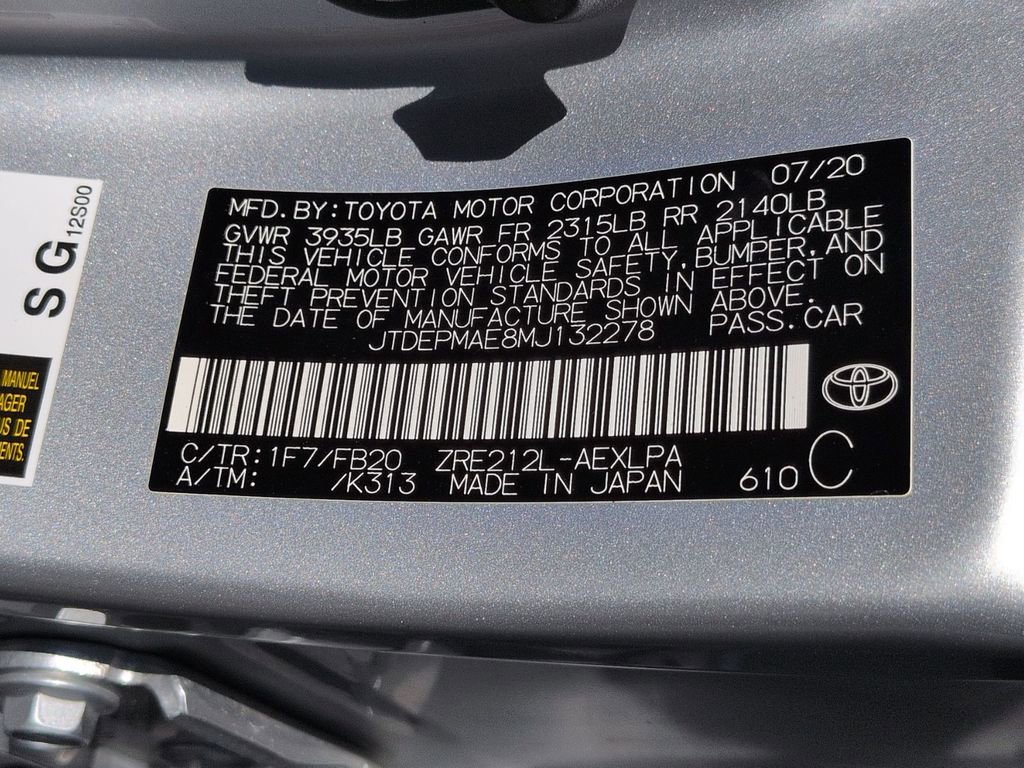 MFD.BY:TOYOTA MOTOR CORPORATION 07/20
GVWR 3935LB GAWR FR 2315LB RR 2140LB
THIS VEHICLE CONFORMS TO ALL APPLICABLE
FEDERAL MOTOR VEHICLE SAFETY,BUMPER,AND
THEFT PREVENTION STANDARDS IN EFFECT ON
THE DATE OF MANUFACTURE SHOWN ABOVE.
JTDEPMAE8MJ132278 PASS.CAR
C/TR:1F7/FB20 ZRE212L-AEXLPA
A/TM: /K313 MADE IN JAPAN 610 C
SG 12S00
MANUEL
AGER
US DE
ENTS.